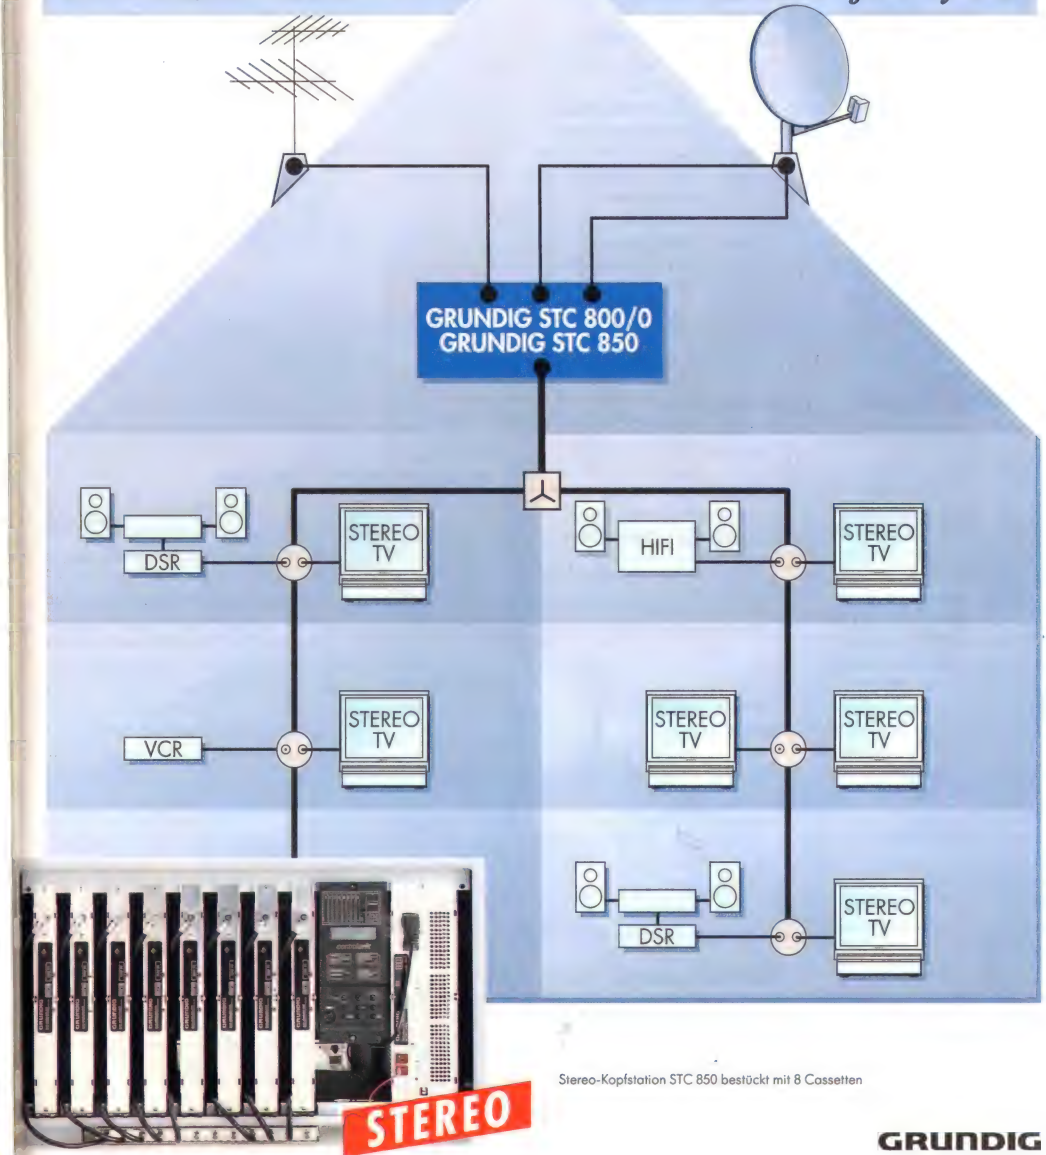 GRUNDIG STC 800/0
GRUNDIG STC 850
STEREO
TV
DSR
HIFI
STEREO
TV
VCR
STEREO
TV
STEREO
TV
STEREO
TV
DSR
STEREO
TV
Stereo-Kopfstation STC 850 bestückt mit 8 Cassetten
STEREO
GRUNDIG